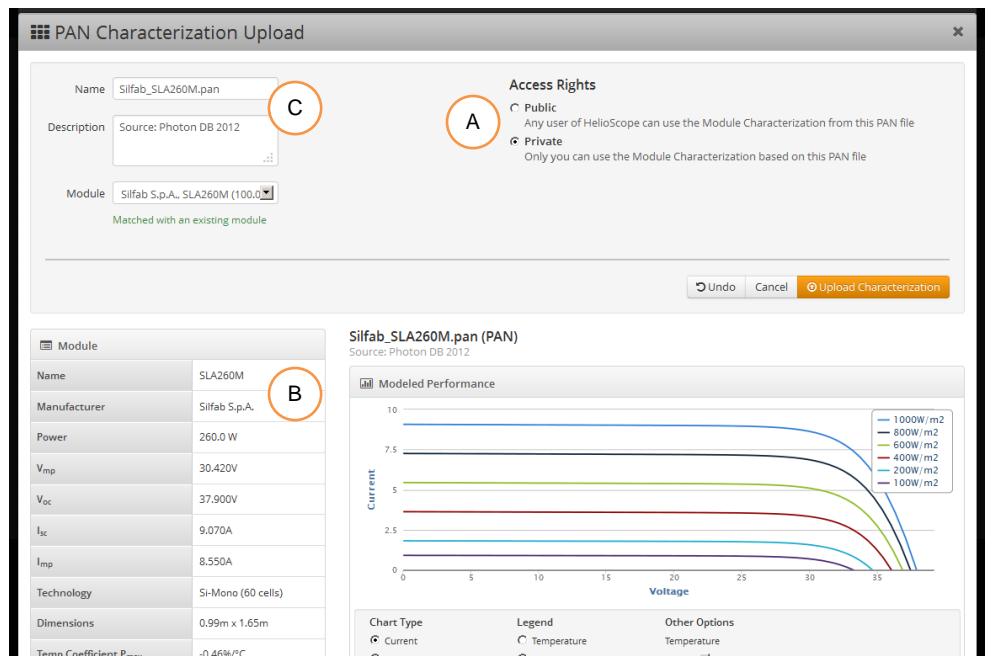 PAN Characterization Upload
Name Silfab_SLA260M.pan
C
Description Source: Photon DB 2012
Module Silfab S.p.A., SLA260M (100.0
Matched with an existing module
Access Rights
A
Public
Any user of HelioScope can use the Module Characterization from this PAN file
Private
Only you can use the Module Characterization based on this PAN file
Undo Cancel Upload Characterization
Module
Name SLA260M
B
Manufacturer Silfab S.p.A.
Power 260.0 W
Vmp 30.420V
Voc 37.900V
Isc 9.070A
Imp 8.550A
Technology Si-Mono (60 cells)
Dimensions 0.99m x 1.65m
Temp Coefficient Pmax -0.46%/°C
Silfab_SLA260M.pan (PAN)
Source: Photon DB 2012
Modeled Performance
10
7.5
5
2.5
0
Current
0 5 10 15 20 25 30 35
Voltage
1000W/m2
800W/m2
600W/m2
400W/m2
200W/m2
100W/m2
Chart Type Legend Other Options
Current Temperature Temperature